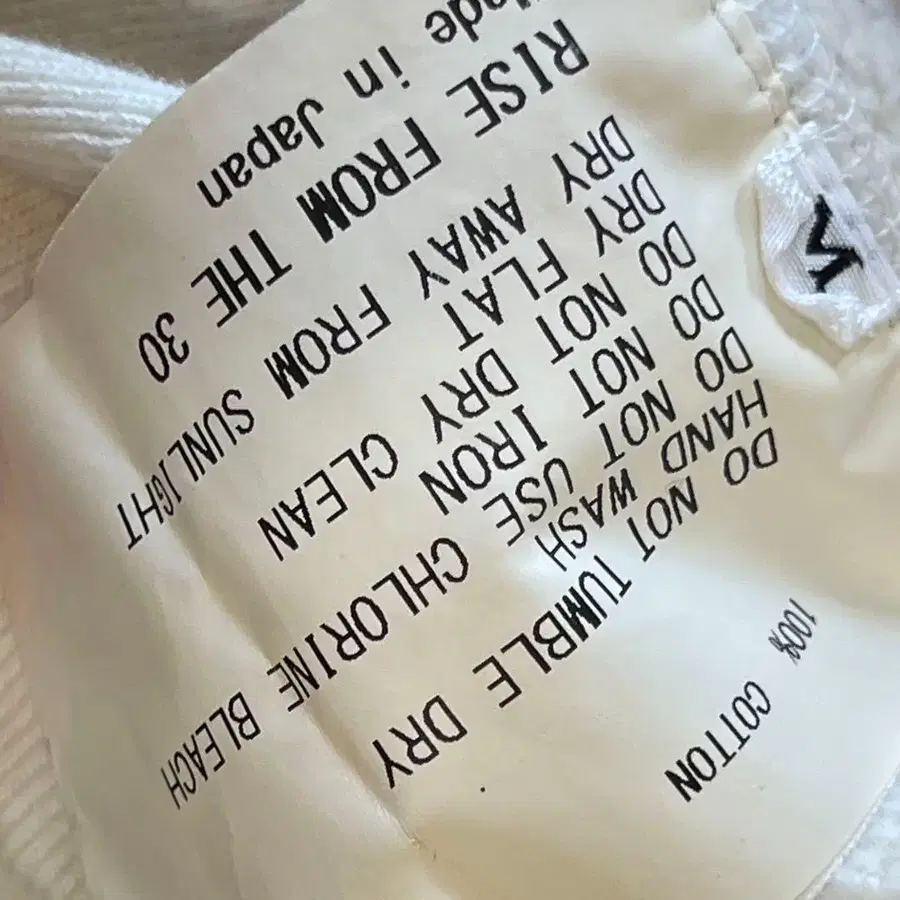 100% COTTON
DO NOT TUMBLE DRY
HAND WASH
DO NOT USE CHLORINE BLEACH
DO NOT IRON
DO NOT DRY CLEAN
DRY FLAT
DRY AWAY FROM SUNLIGHT
RISE FROM THE 30
Made in Japan
M